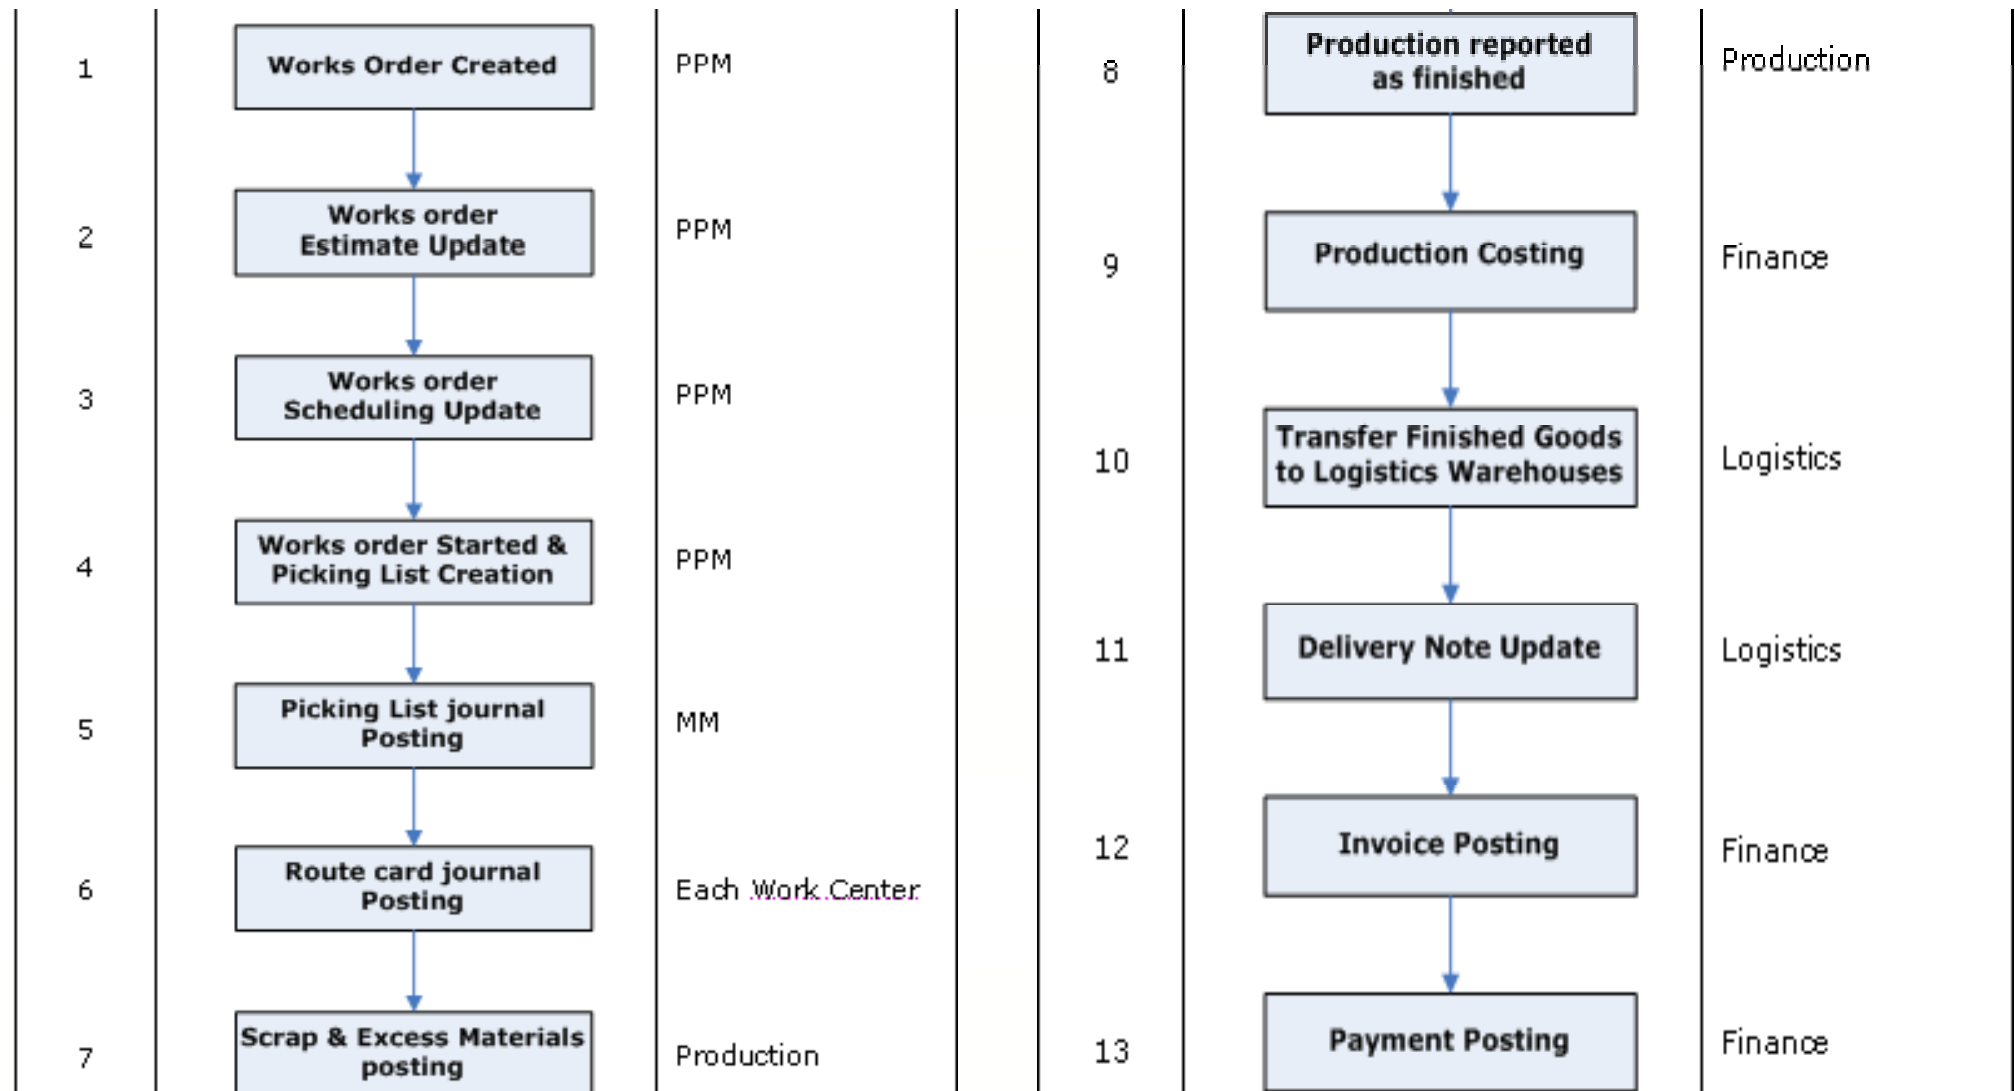 1
Works Order Created
PPM
2
Works order
Estimate Update
PPM
3
Works order
Scheduling Update
PPM
4
Works order Started &
Picking List Creation
PPM
5
Picking List journal
Posting
MM
6
Route card journal
Posting
Each Work Center
7
Scrap & Excess Materials
posting
Production
8
Production reported
as finished
Production
9
Production Costing
Finance
10
Transfer Finished Goods
to Logistics Warehouses
Logistics
11
Delivery Note Update
Logistics
12
Invoice Posting
Finance
13
Payment Posting
Finance